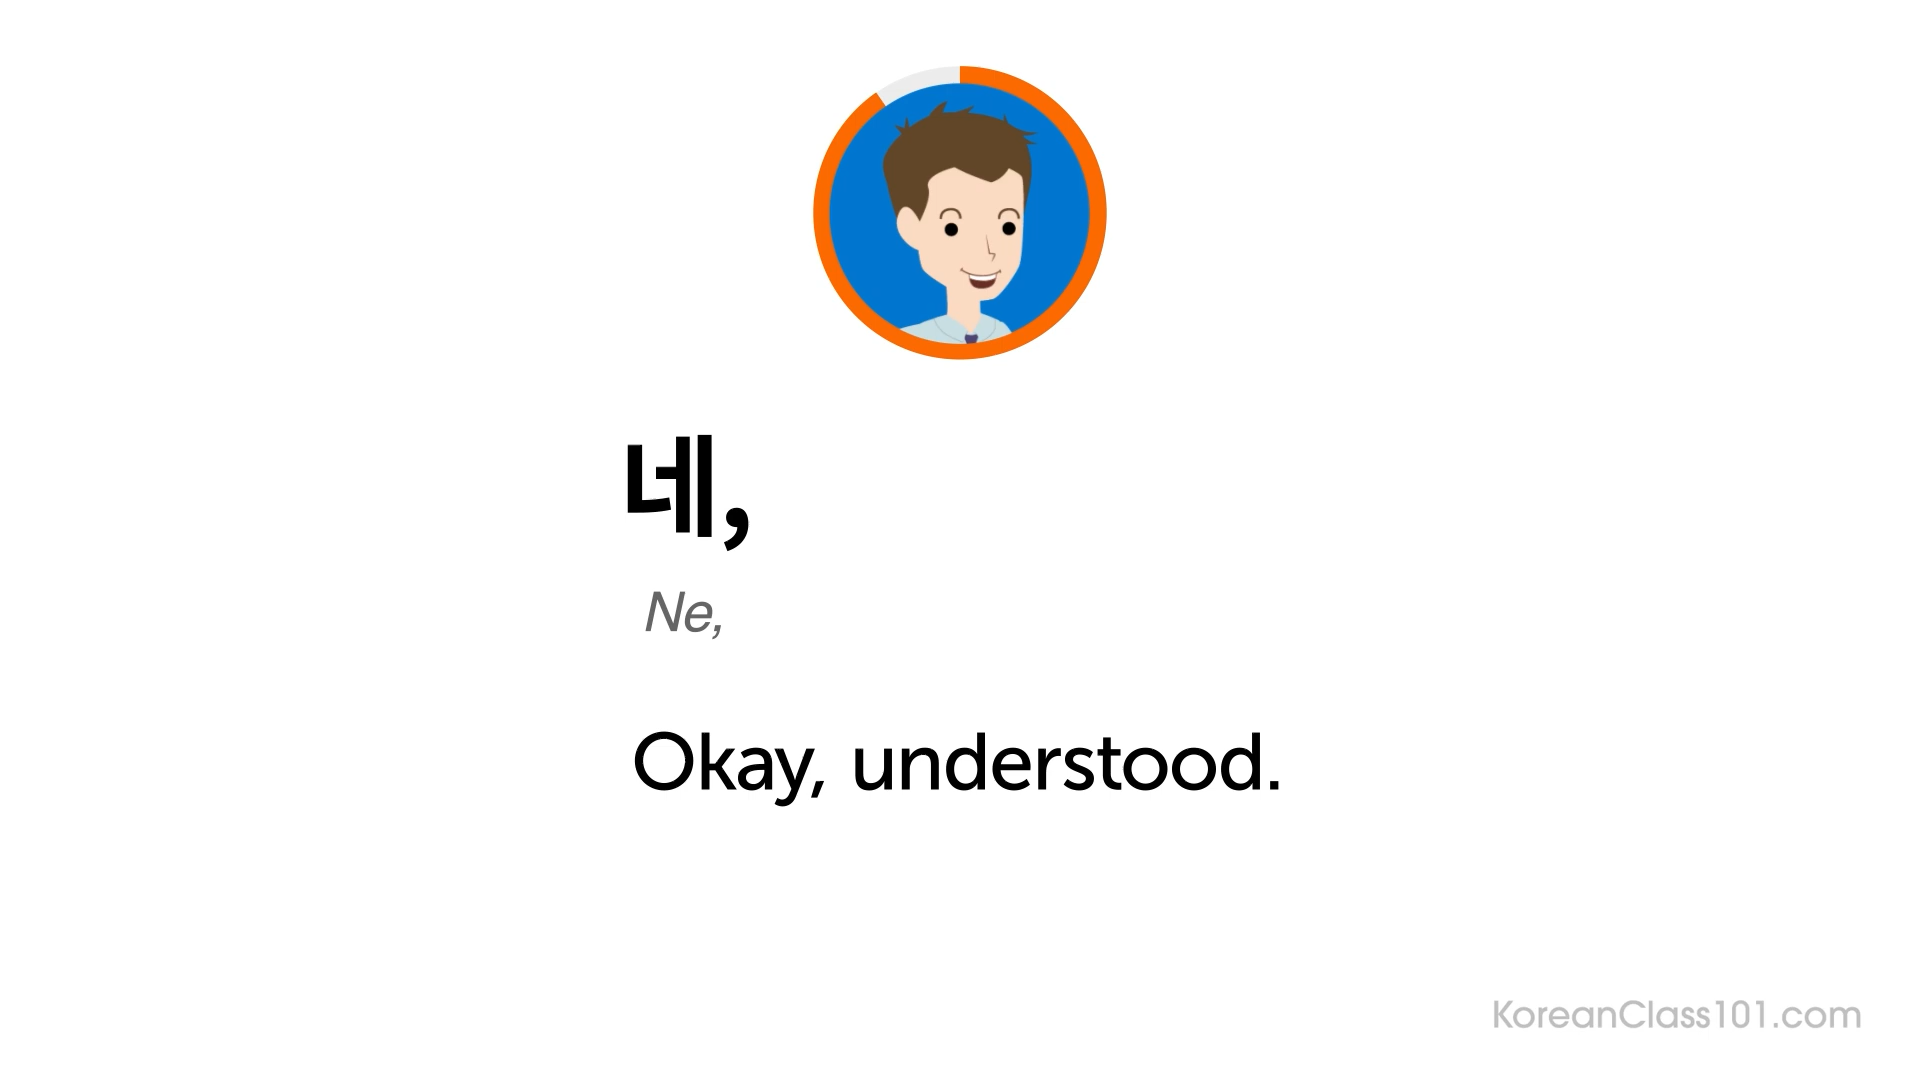 네,
Ne,
Okay, understood.
KoreanClass101.com